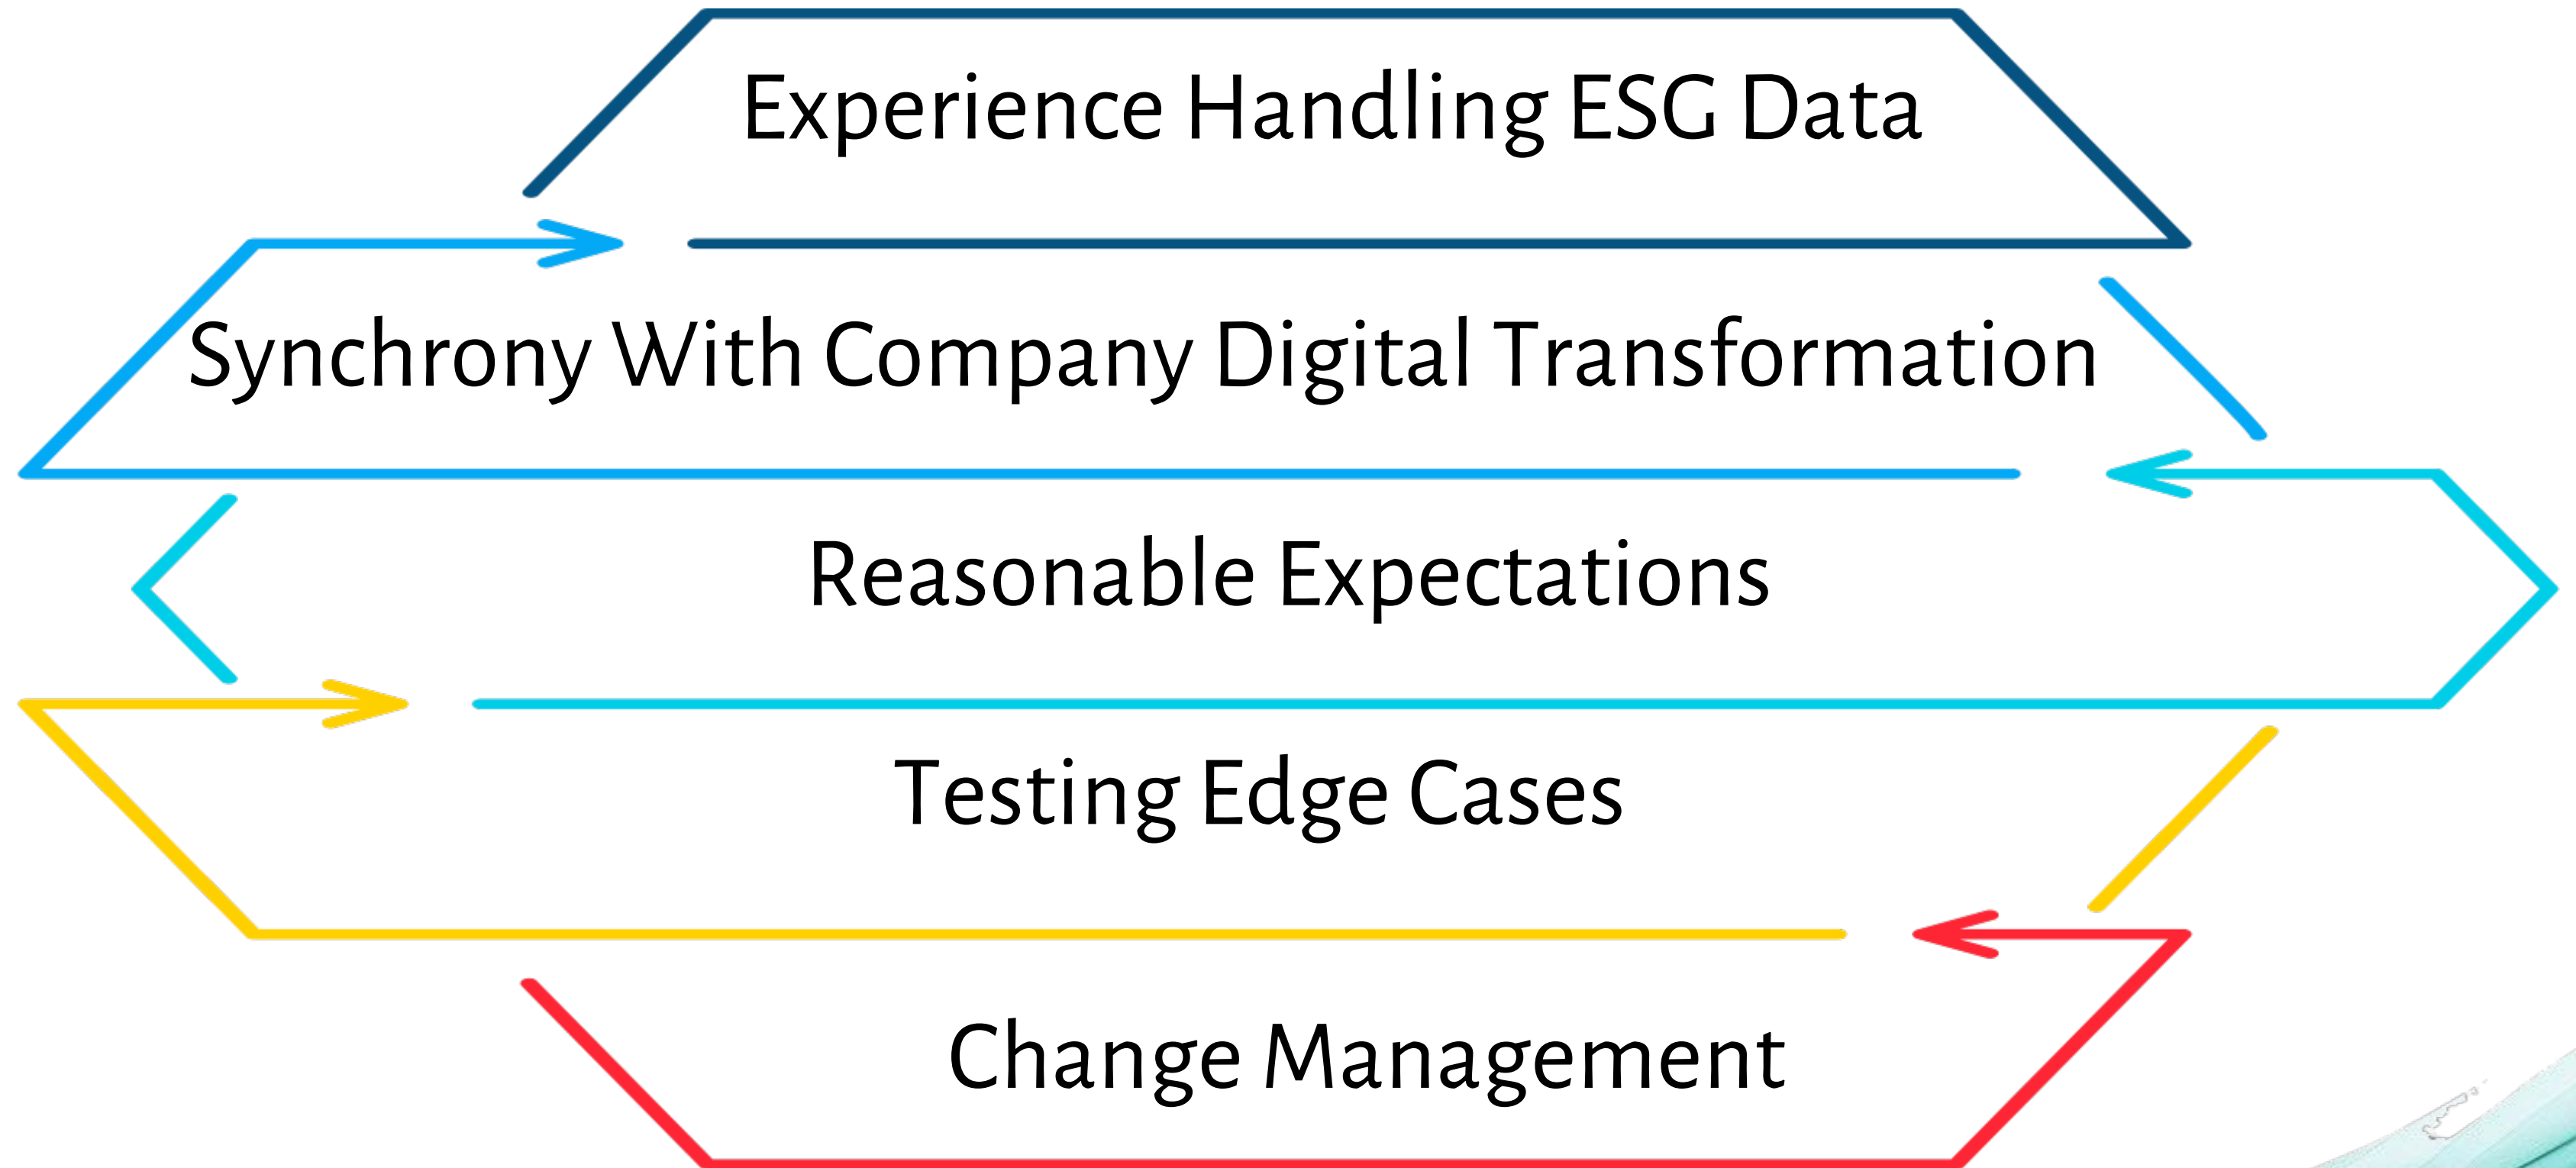 Experience Handling ESG Data
Synchrony With Company Digital Transformation
Reasonable Expectations
Testing Edge Cases
Change Management